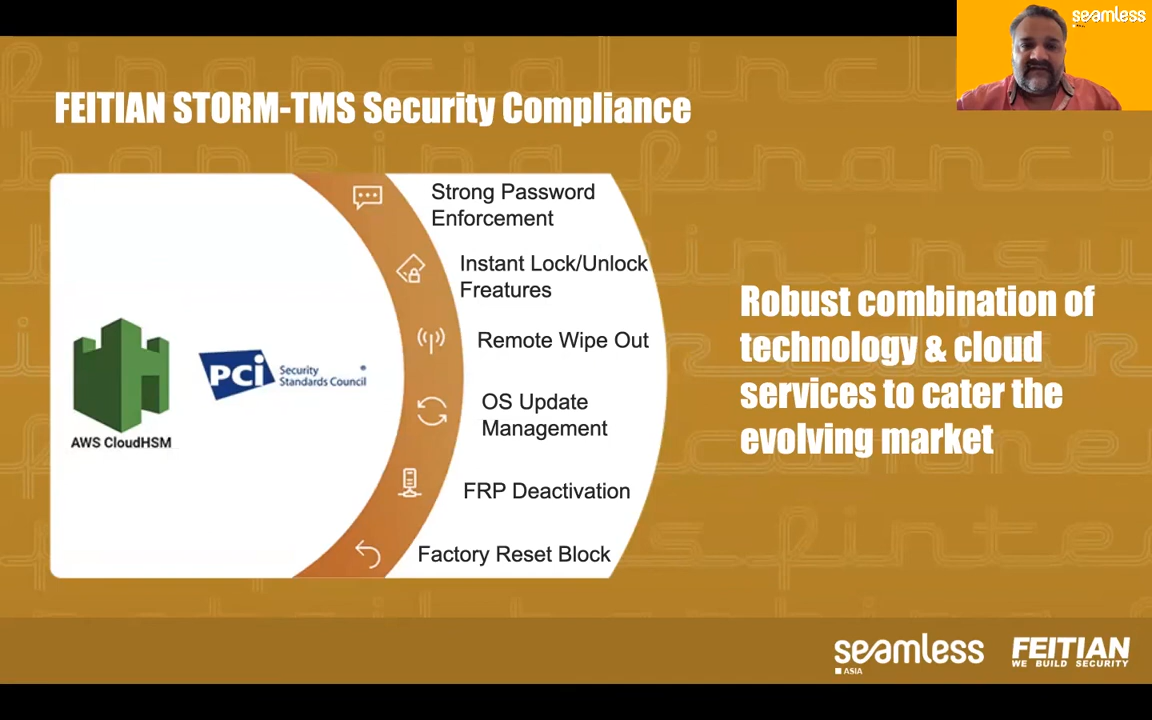 seamless
FEITIAN STORM-TMS Security Compliance
Strong Password
Enforcement
Instant Lock/Unlock
Freatures
Remote Wipe Out
OS Update
Management
FRP Deactivation
Factory Reset Block
AWS CloudHSM
PCi
Security
Standards Council
®
Robust combination of
technology & cloud
services to cater the
evolving market
seamless
ASIA
FEITIAN
WE BUILD SECURITY